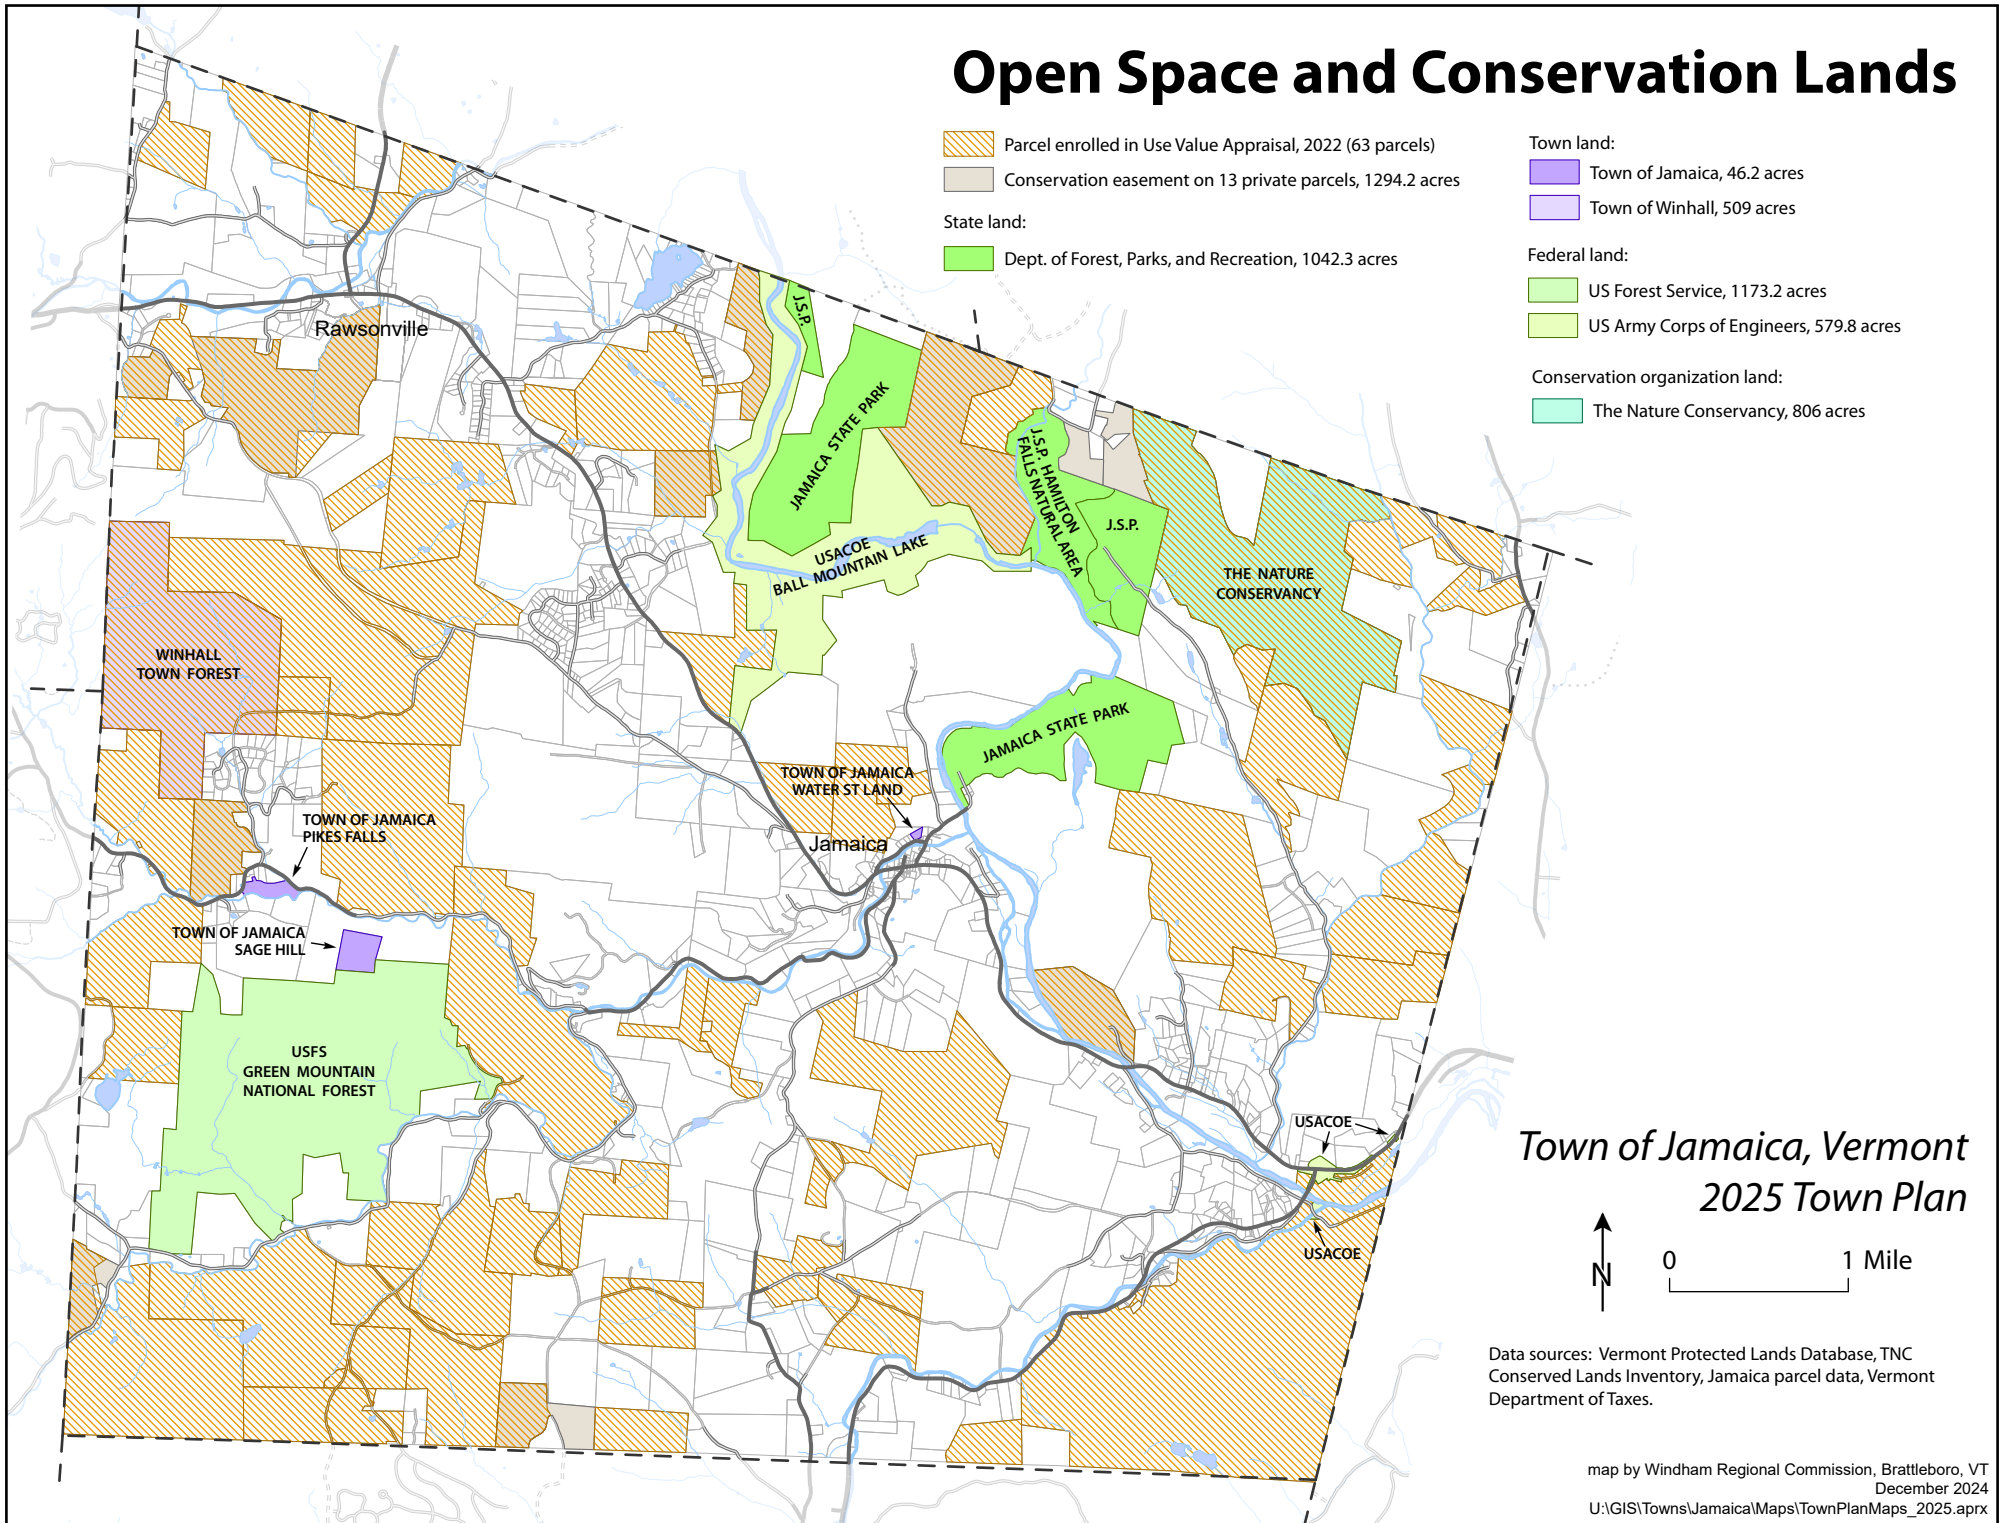 Open Space and Conservation Lands
Parcel enrolled in Use Value Appraisal, 2022 (63 parcels)
Conservation easement on 13 private parcels, 1294.2 acres
State land:
Dept. of Forest, Parks, and Recreation, 1042.3 acres
Town land:
Town of Jamaica, 46.2 acres
Town of Winhall, 509 acres
Federal land:
US Forest Service, 1173.2 acres
US Army Corps of Engineers, 579.8 acres
Conservation organization land:
The Nature Conservancy, 806 acres
Rawsonville
J.S.P.
JAMAICA STATE PARK
J.S.P. HAMILTON
FALLS NATURAL AREA
J.S.P.
USACOE
BALL MOUNTAIN LAKE
THE NATURE
CONSERVANCY
WINHALL
TOWN FOREST
JAMAICA STATE PARK
TOWN OF JAMAICA
WATER ST LAND
Jamaica
TOWN OF JAMAICA
PIKES FALLS
TOWN OF JAMAICA
SAGE HILL
USFS
GREEN MOUNTAIN
NATIONAL FOREST
USACOE
USACOE
Town of Jamaica, Vermont
2025 Town Plan
N
0 1 Mile
Data sources: Vermont Protected Lands Database, TNC
Conserved Lands Inventory, Jamaica parcel data, Vermont
Department of Taxes.
map by Windham Regional Commission, Brattleboro, VT
December 2024
U:\GIS\Towns\Jamaica\Maps\TownPlanMaps_2025.aprx